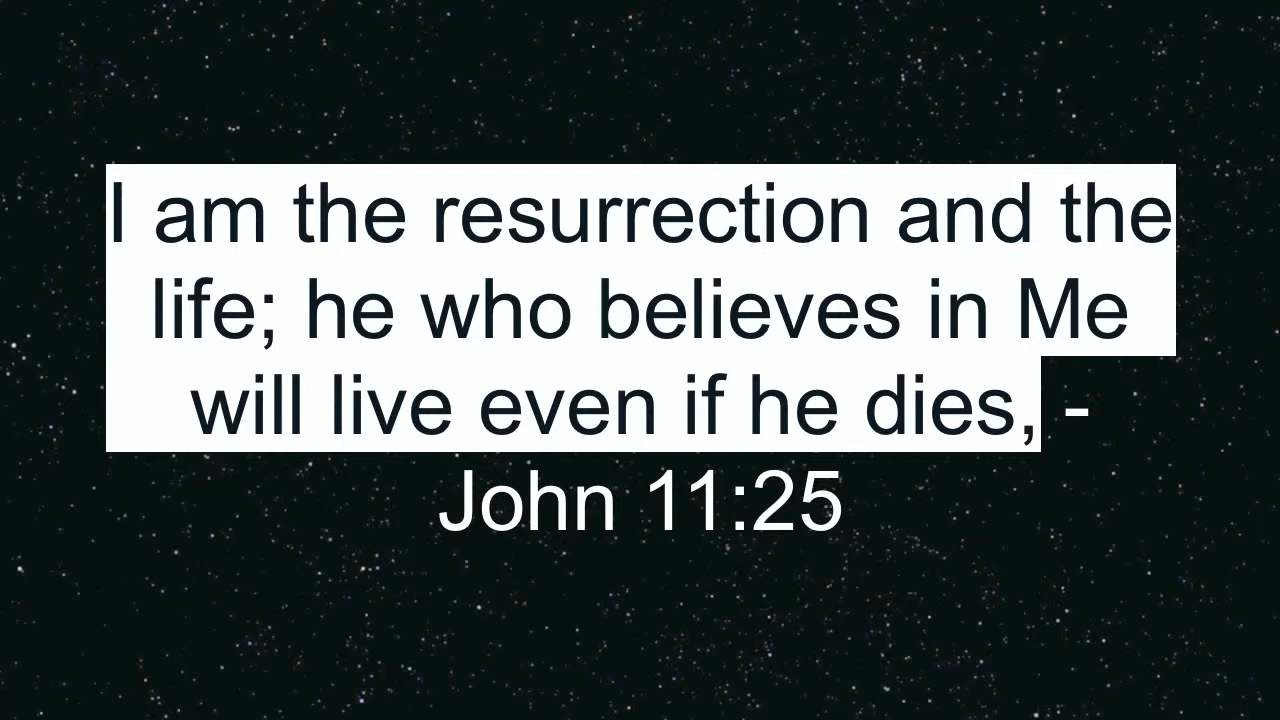 I am the resurrection and the
life; he who believes in Me
will live even if he dies, -
John 11:25